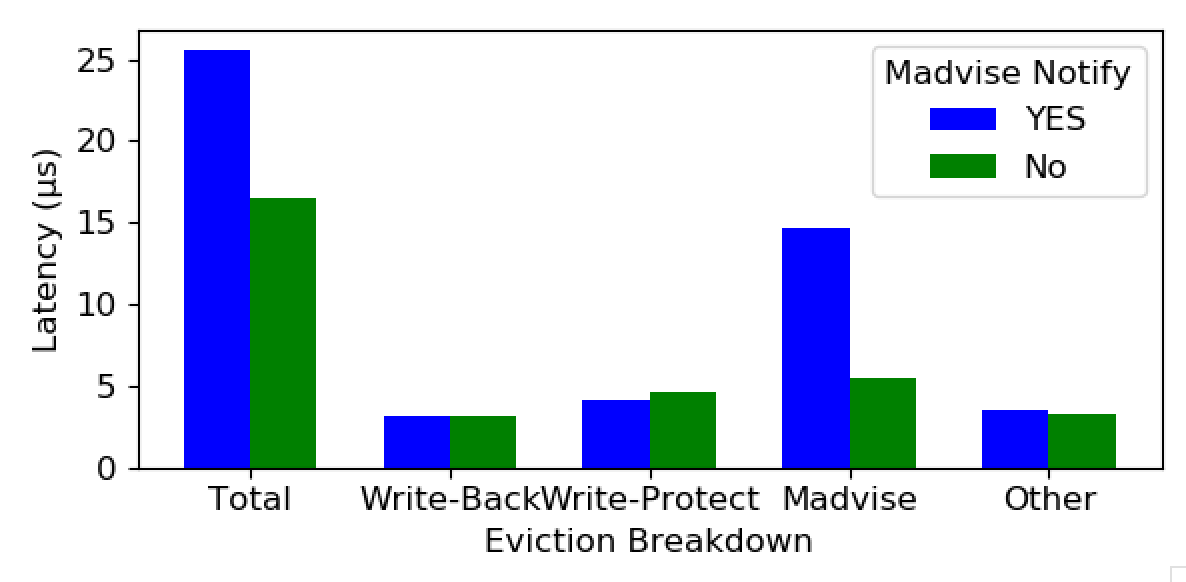 25
20
15
10
5
0
Latency (µs)
Madvise Notify
YES
No
Total Write-Back Write-Protect Madvise Other
Eviction Breakdown